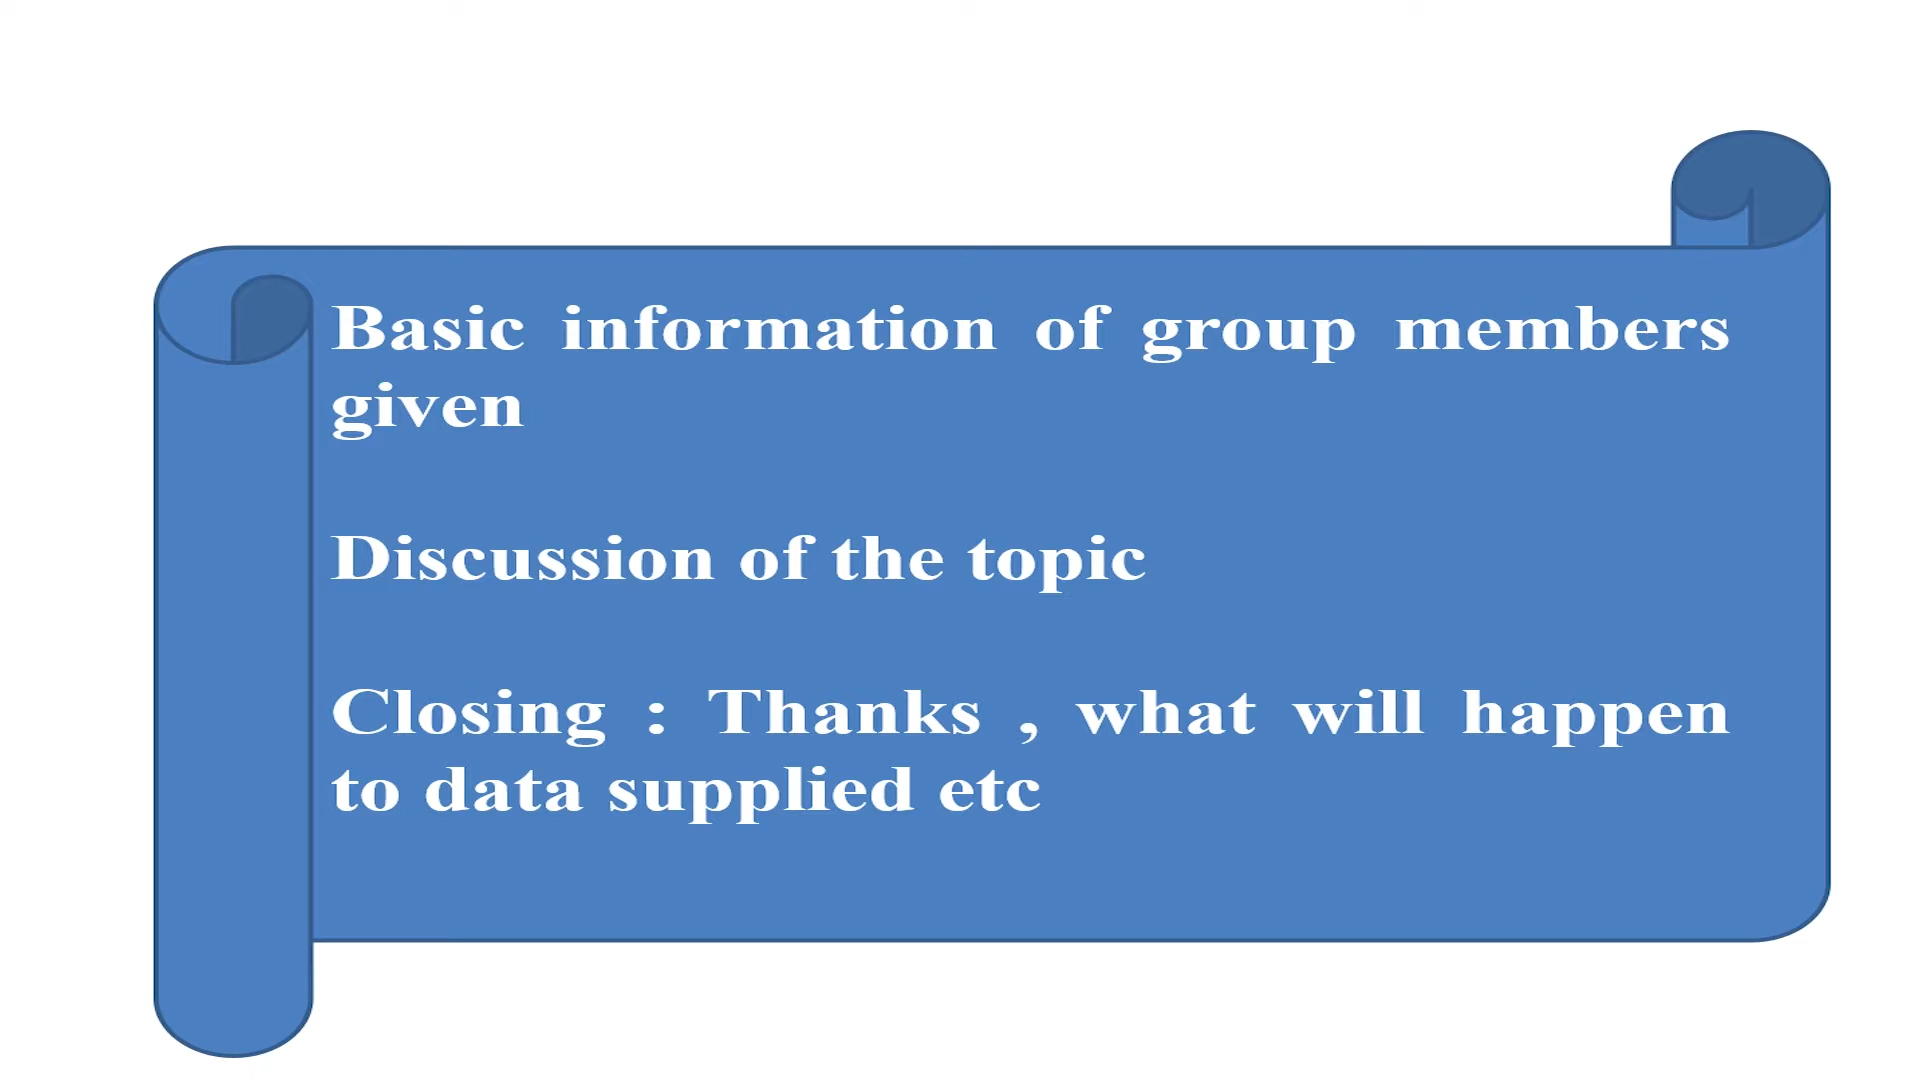 Basic information of group members
given
Discussion of the topic
Closing : Thanks , what will happen
to data supplied etc